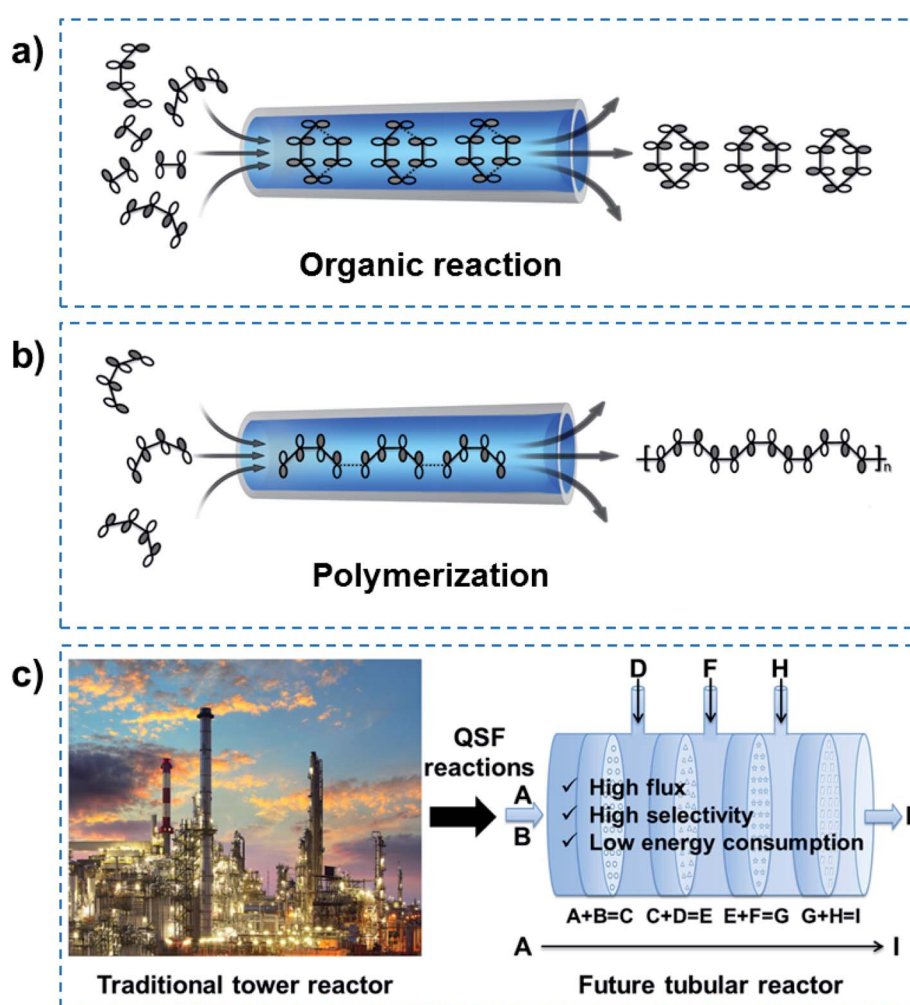 a)
Organic reaction
b)
[ ]n
Polymerization
c)
D F H
QSF
reactions
A
B
✓ High flux
✓ High selectivity
✓ Low energy consumption
I
A+B=C C+D=E E+F=G G+H=I
A I
Traditional tower reactor
Future tubular reactor